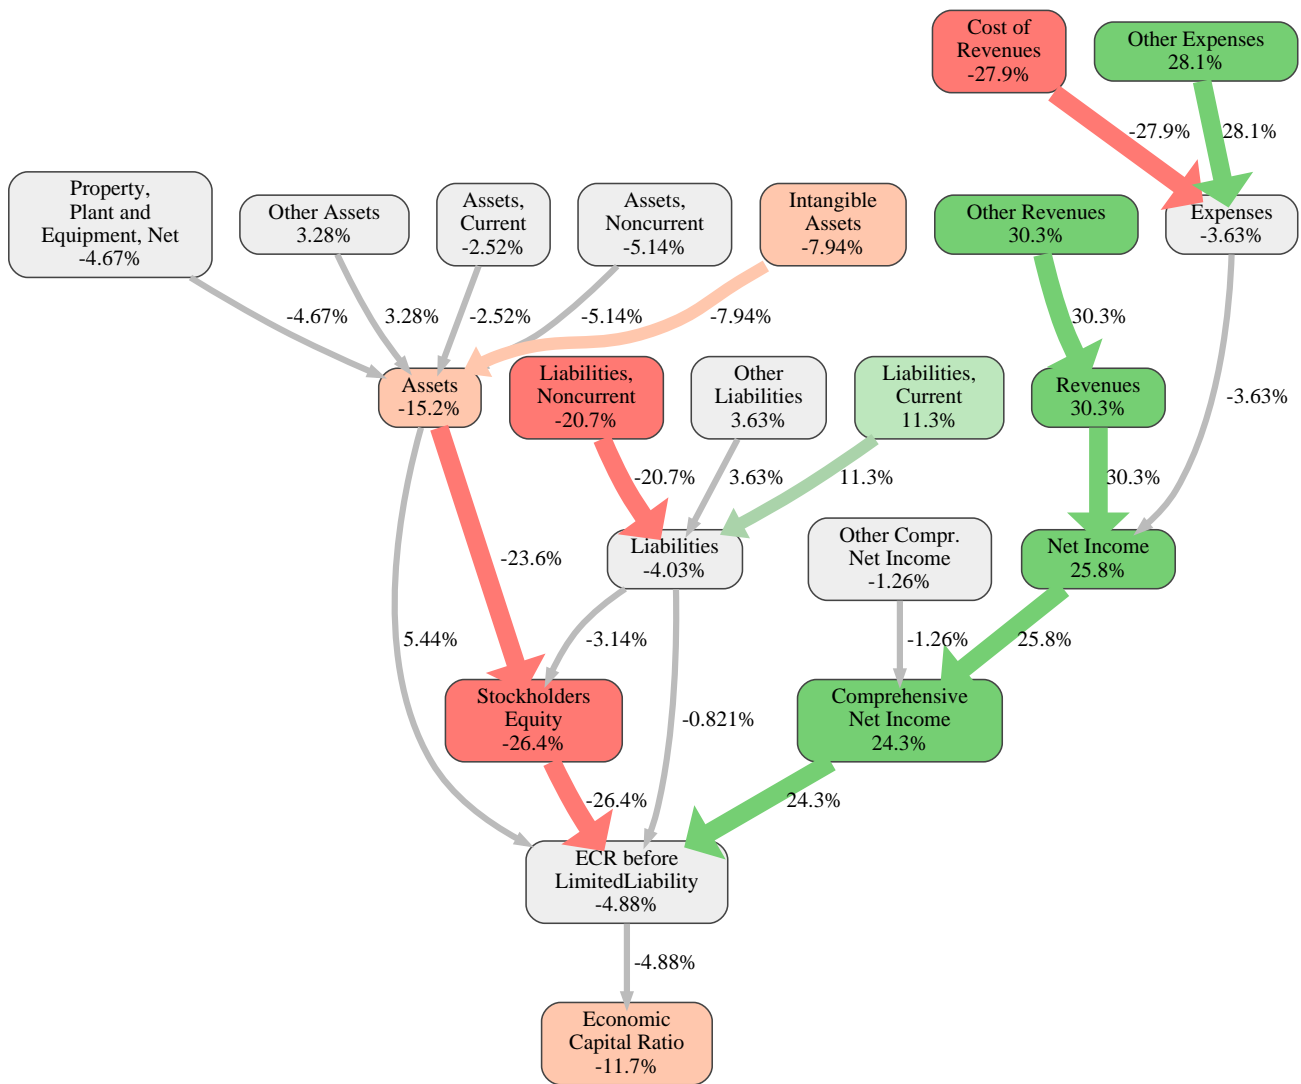 Cost of
Revenues
-27.9%
Other Expenses
28.1%
-27.9%
28.1%
Property,
Plant and
Equipment, Net
-4.67%
Other Assets
3.28%
Assets,
Current
-2.52%
Assets,
Noncurrent
-5.14%
Intangible
Assets
-7.94%
Other Revenues
30.3%
Expenses
-3.63%
-4.67%
3.28%
-2.52%
-5.14%
-7.94%
30.3%
-3.63%
Assets
-15.2%
Liabilities,
Noncurrent
-20.7%
Other
Liabilities
3.63%
Liabilities,
Current
11.3%
Revenues
30.3%
-20.7%
3.63%
11.3%
30.3%
-23.6%
Liabilities
-4.03%
Other Compr.
Net Income
-1.26%
Net Income
25.8%
5.44%
-3.14%
-0.821%
-1.26%
25.8%
Stockholders
Equity
-26.4%
Comprehensive
Net Income
24.3%
-26.4%
24.3%
ECR before
LimitedLiability
-4.88%
-4.88%
Economic
Capital Ratio
-11.7%